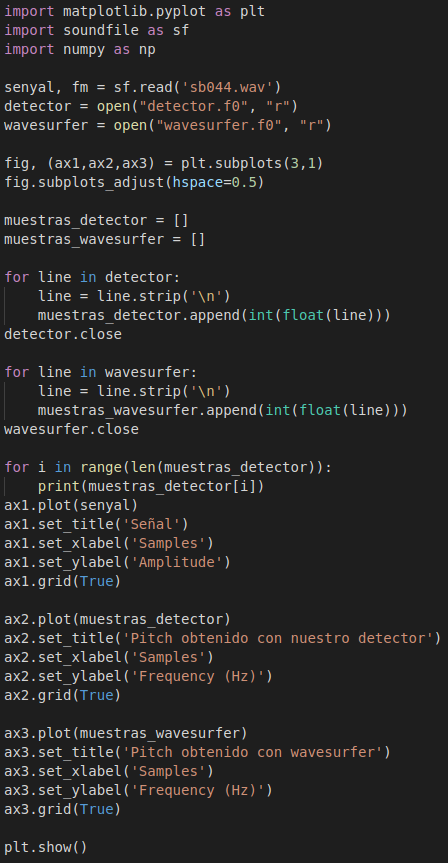 import matplotlib.pyplot as plt
import soundfile as sf
import numpy as np

senyal, fm = sf.read('sb044.wav')
detector = open("detector.f0", "r")
wavesurfer = open("wavesurfer.f0", "r")

fig, (ax1,ax2,ax3) = plt.subplots(3,1)
fig.subplots_adjust(hspace=0.5)

muestras_detector = []
muestras_wavesurfer = []

for line in detector:
    line = line.strip('\n')
    muestras_detector.append(int(float(line)))
detector.close

for line in wavesurfer:
    line = line.strip('\n')
    muestras_wavesurfer.append(int(float(line)))
wavesurfer.close

for i in range(len(muestras_detector)):
    print(muestras_detector[i])
ax1.plot(senyal)
ax1.set_title('Señal')
ax1.set_xlabel('Samples')
ax1.set_ylabel('Amplitude')
ax1.grid(True)

ax2.plot(muestras_detector)
ax2.set_title('Pitch obtenido con nuestro detector')
ax2.set_xlabel('Samples')
ax2.set_ylabel('Frequency (Hz)')
ax2.grid(True)

ax3.plot(muestras_wavesurfer)
ax3.set_title('Pitch obtenido con wavesurfer')
ax3.set_xlabel('Samples')
ax3.set_ylabel('Frequency (Hz)')
ax3.grid(True)

plt.show()